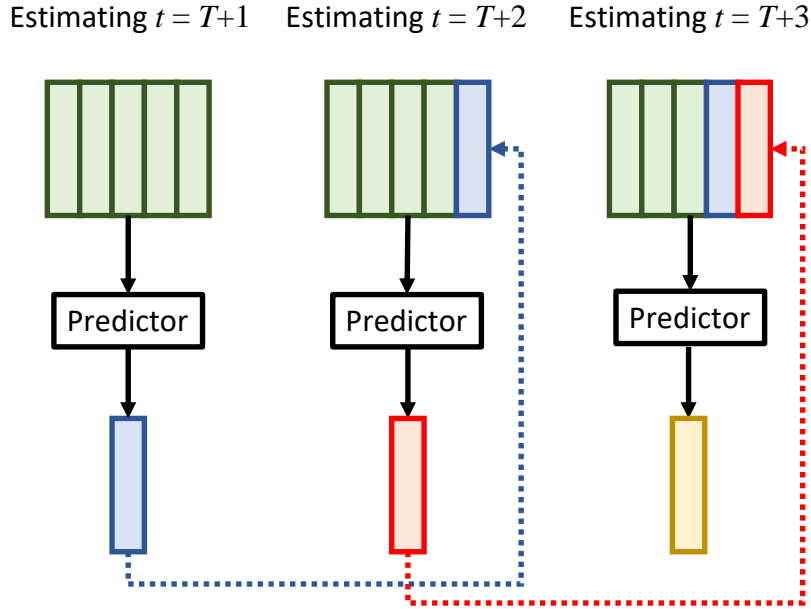 Estimating t = T+1
Estimating t = T+2
Estimating t = T+3
Predictor
Predictor
Predictor